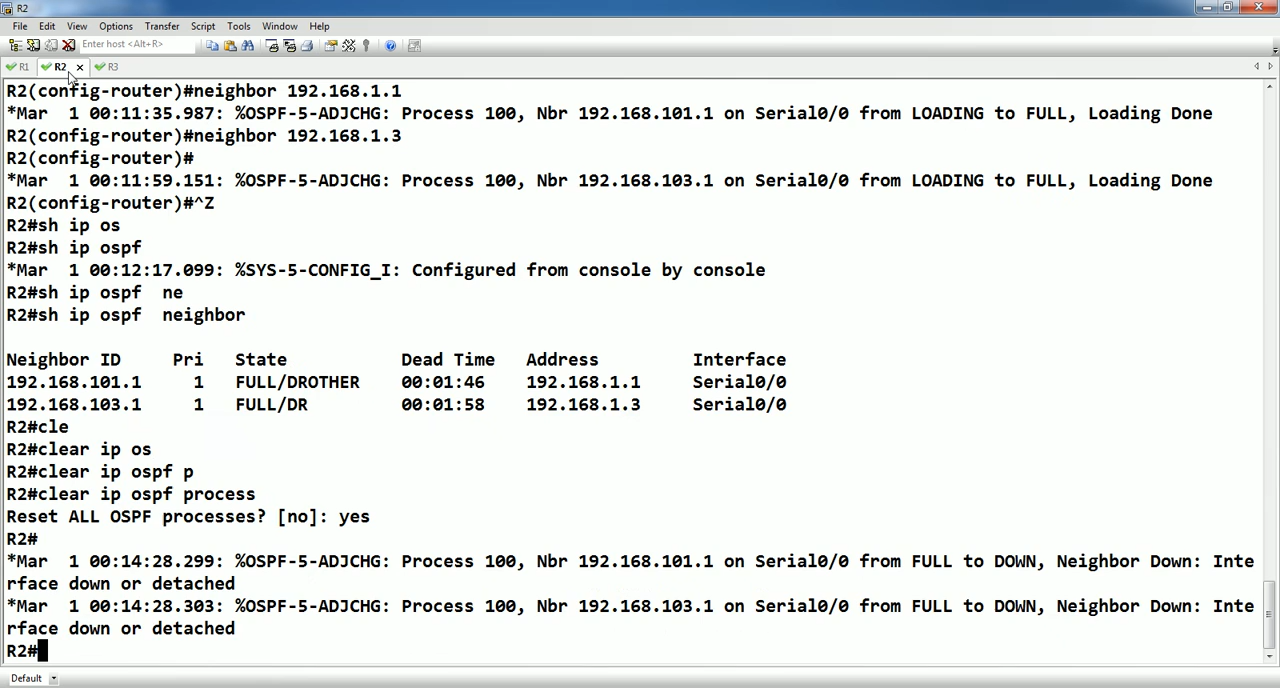 R2
File Edit View Options Transfer Script Tools Window Help
Enter host <Alt+R>
R1 R2 R3
R2(config-router)#neighbor 192.168.1.1
*Mar  1 00:11:35.987: %OSPF-5-ADJCHG: Process 100, Nbr 192.168.101.1 on Serial0/0 from LOADING to FULL, Loading Done
R2(config-router)#neighbor 192.168.1.3
R2(config-router)#
*Mar  1 00:11:59.151: %OSPF-5-ADJCHG: Process 100, Nbr 192.168.103.1 on Serial0/0 from LOADING to FULL, Loading Done
R2(config-router)#^Z
R2#sh ip os
R2#sh ip ospf
*Mar  1 00:12:17.099: %SYS-5-CONFIG_I: Configured from console by console
R2#sh ip ospf  ne
R2#sh ip ospf  neighbor
Neighbor ID     Pri   State           Dead Time   Address         Interface
192.168.101.1     1   FULL/DROTHER    00:01:46    192.168.1.1     Serial0/0
192.168.103.1     1   FULL/DR         00:01:58    192.168.1.3     Serial0/0
R2#cle
R2#clear ip os
R2#clear ip ospf p
R2#clear ip ospf process
Reset ALL OSPF processes? [no]: yes
R2#
*Mar  1 00:14:28.299: %OSPF-5-ADJCHG: Process 100, Nbr 192.168.101.1 on Serial0/0 from FULL to DOWN, Neighbor Down: Inte
rface down or detached
*Mar  1 00:14:28.303: %OSPF-5-ADJCHG: Process 100, Nbr 192.168.103.1 on Serial0/0 from FULL to DOWN, Neighbor Down: Inte
rface down or detached
R2#
Default